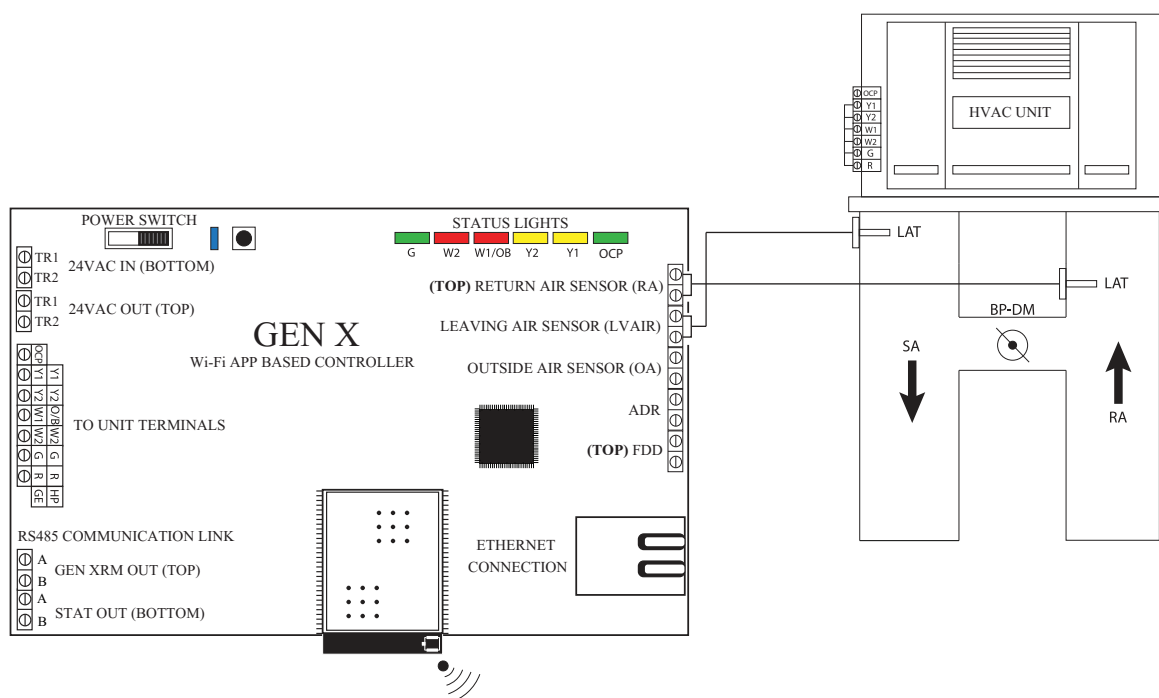 OCP
Y1
Y2
W1
W2
G
R
HVAC UNIT
POWER SWITCH
STATUS LIGHTS
G W2 W1/OB Y2 Y1 OCP
TR1
TR2
24VAC IN (BOTTOM)
TR1
TR2
24VAC OUT (TOP)
GEN X
Wi-Fi APP BASED CONTROLLER
(TOP) RETURN AIR SENSOR (RA)
LEAVING AIR SENSOR (LVAIR)
OUTSIDE AIR SENSOR (OA)
ADR
(TOP) FDD
OCP
Y1 Y1
Y2 Y2
W1 O/B
W2 W2
G G
R R
GE HP
TO UNIT TERMINALS
RS485 COMMUNICATION LINK
A
B
GEN XRM OUT (TOP)
A
B
STAT OUT (BOTTOM)
ETHERNET
CONNECTION
LAT
LAT
BP-DM
SA
RA